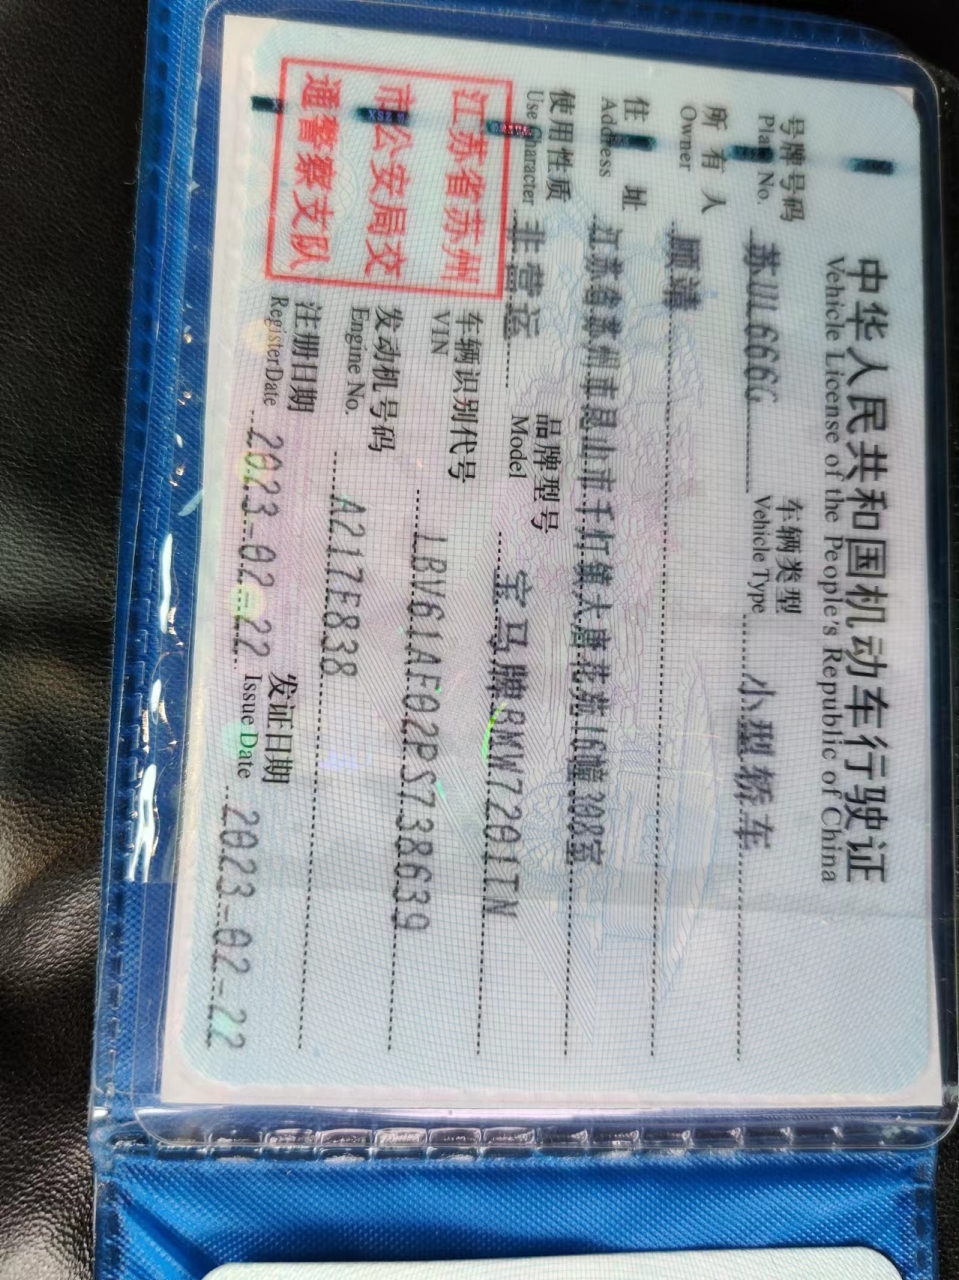 中华人民共和国机动车行驶证
Vehicle License of the People's Republic of China
号牌号码 苏UL666G 车辆类型 小型轿车
Plate No. Vehicle Type
所有人 顾靖
Owner
住址 江苏省苏州市昆山市千灯镇大唐花苑16幢308室
Address
使用性质 非营运 品牌型号 宝马牌BMW7201TN
Use Character Model
江苏省苏州
市公安局交
通警察支队
车辆识别代号 LBV61AF02PS738639
VIN
发动机号码 A217E838
Engine No.
注册日期 2023-02-22 发证日期 2023-02-22
Register Date Issue Date